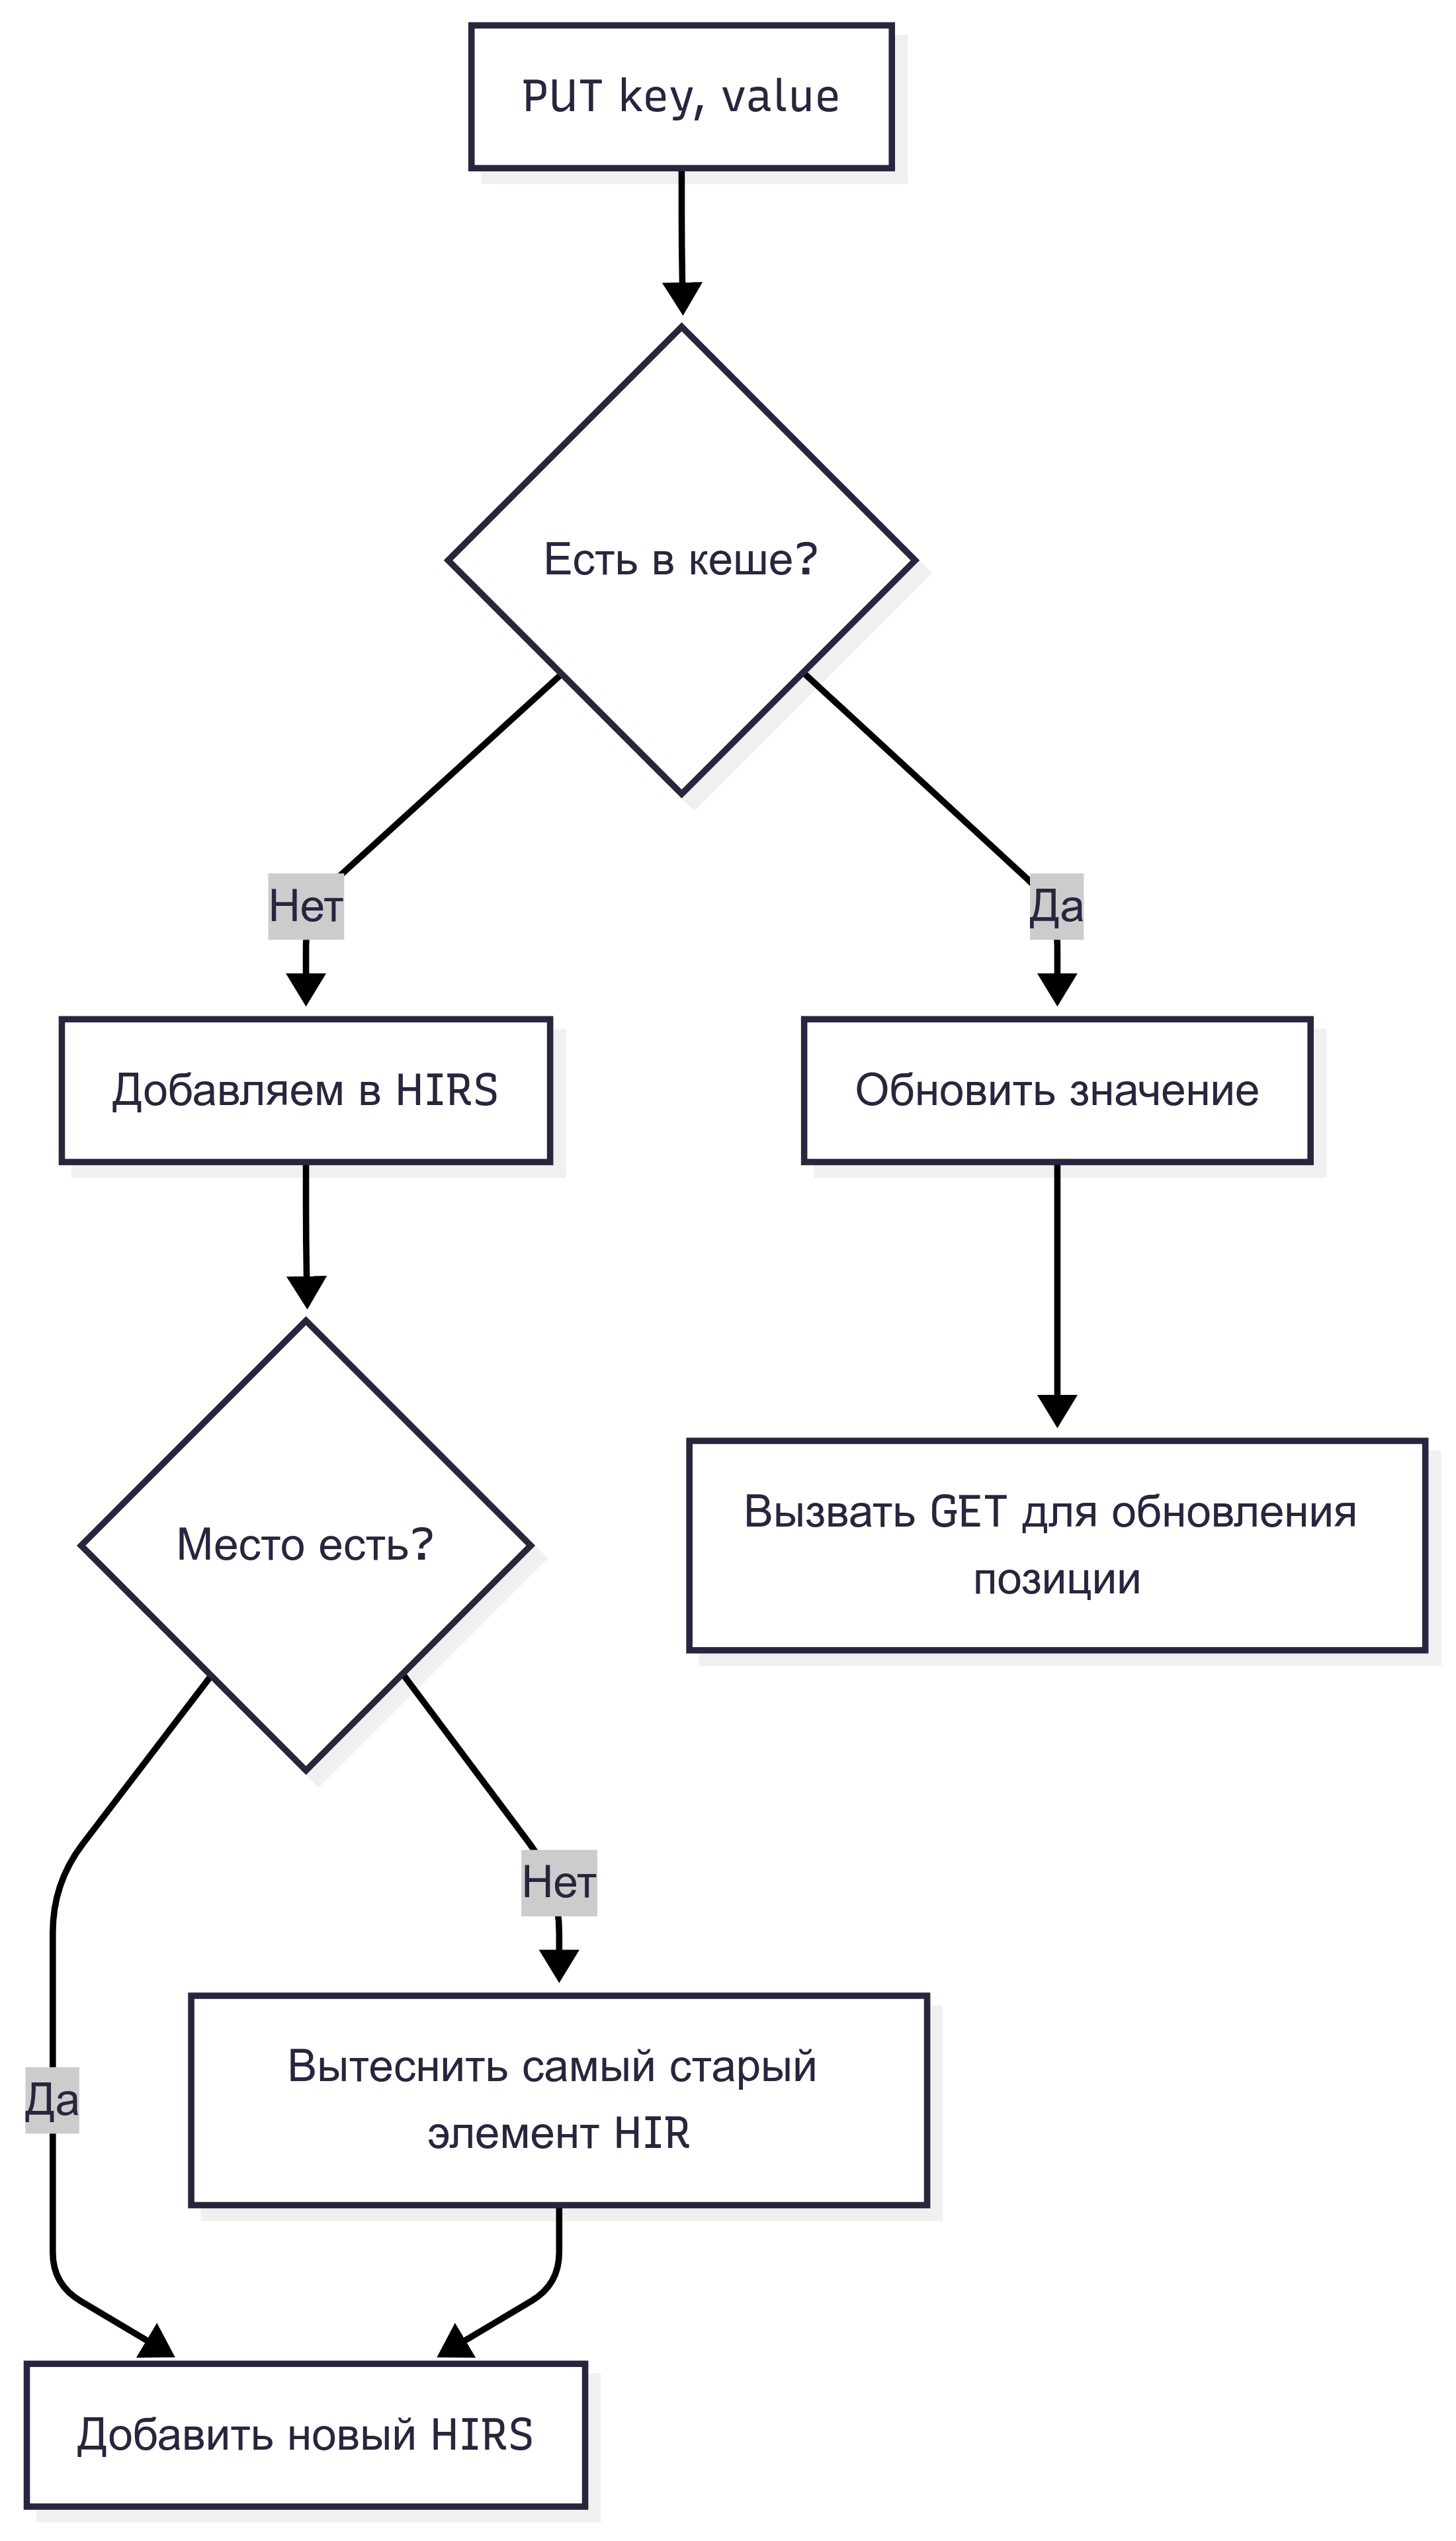 PUT key, value
Есть в кеше?
Нет
Да
Добавляем в HIRS
Обновить значение
Место есть?
Вызвать GET для обновления
позиции
Нет
Вытеснить самый старый
элемент HIR
Да
Добавить новый HIRS